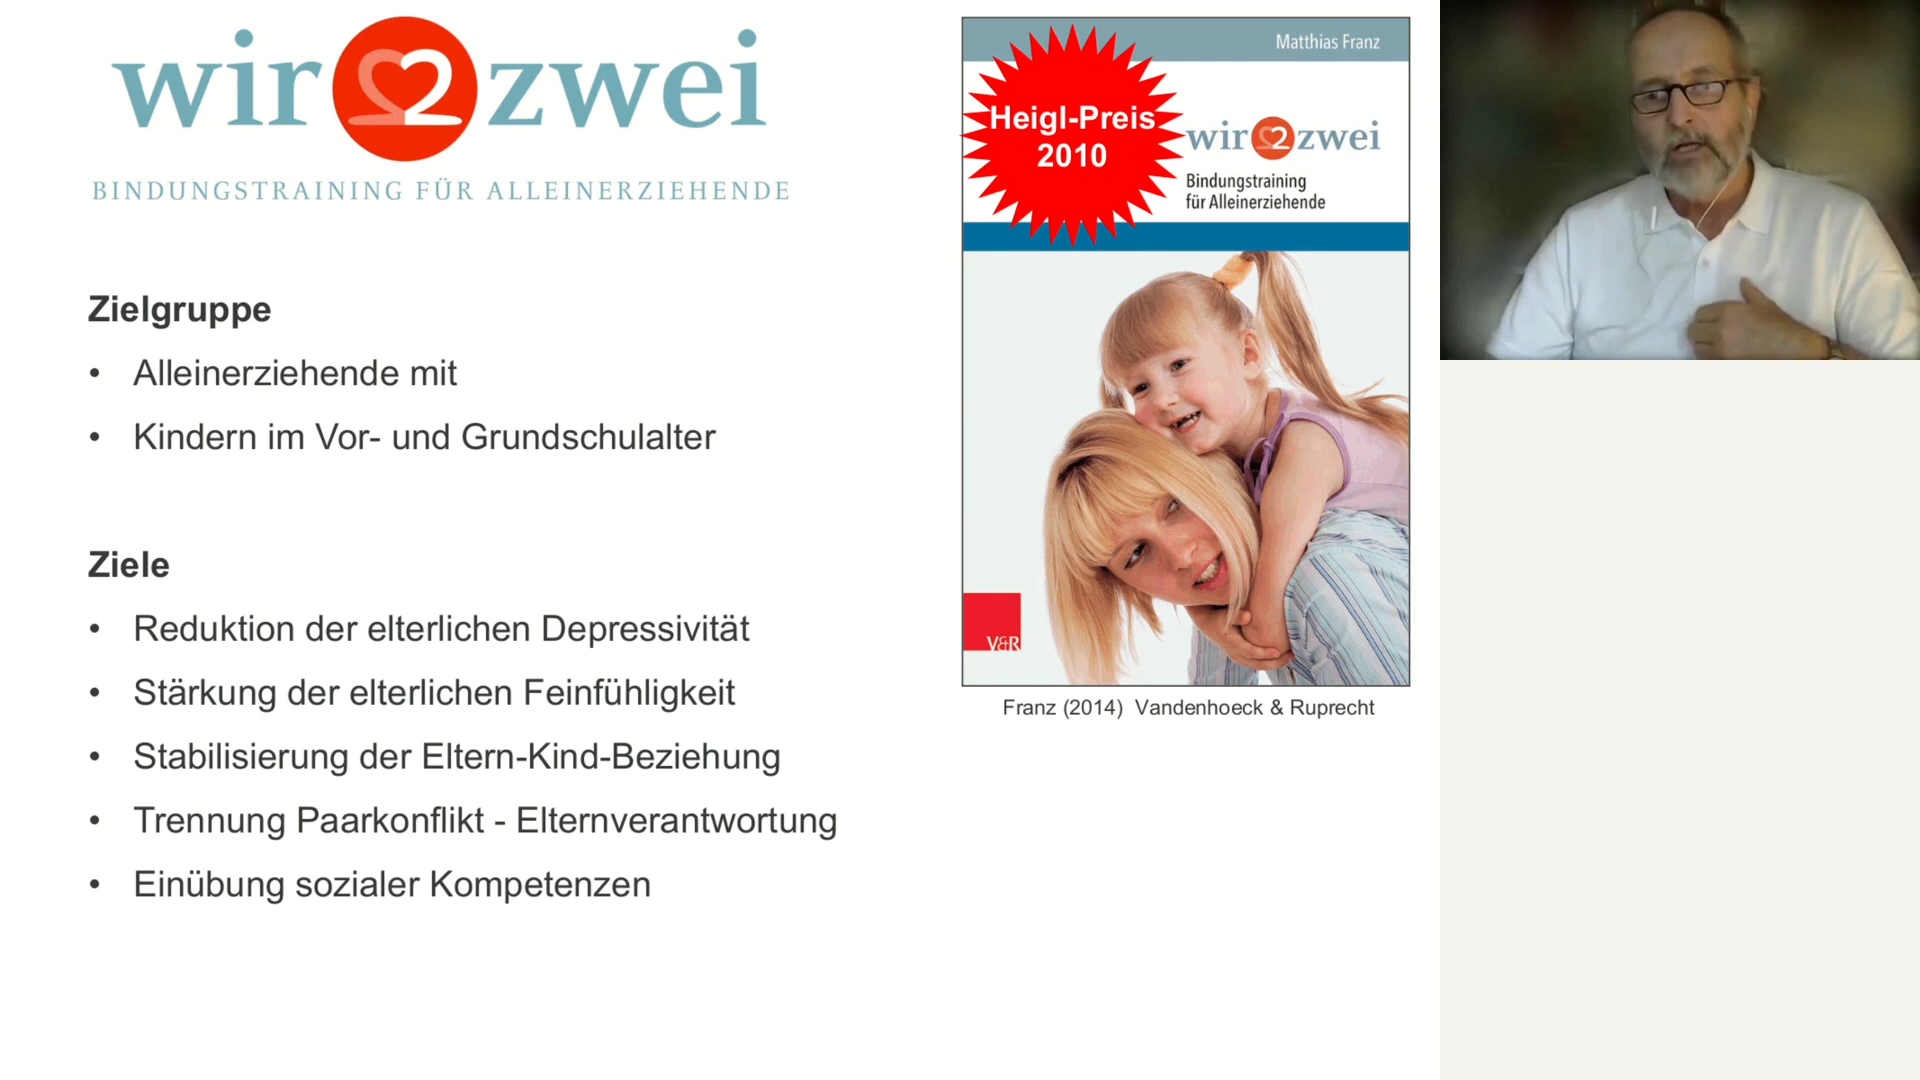 wir 2 zwei
BINDUNGSTRAINING FÜR ALLEINERZIEHENDE
Zielgruppe
• Alleinerziehende mit
• Kindern im Vor- und Grundschulalter
Ziele
• Reduktion der elterlichen Depressivität
• Stärkung der elterlichen Feinfühligkeit
• Stabilisierung der Eltern-Kind-Beziehung
• Trennung Paarkonflikt - Elternverantwortung
• Einübung sozialer Kompetenzen
Matthias Franz
Heigl-Preis
2010
wir 2 zwei
Bindungstraining
für Alleinerziehende
V&R
Franz (2014) Vandenhoeck & Ruprecht